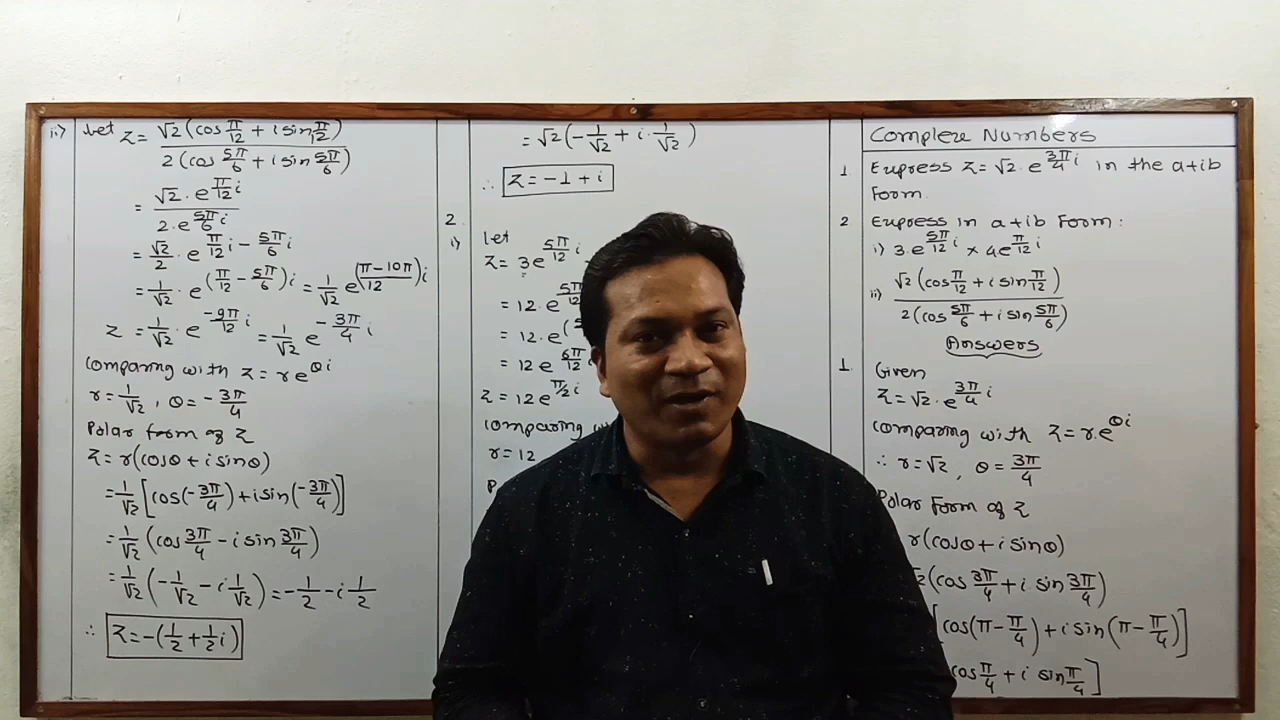 ii) Let Z = √2 (cos π/12 + i sin π/12) / 2 (cos 5π/6 + i sin 5π/6)
= √2 · e^(π/12 i) / 2 · e^(5π/6 i)
= √2/2 · e^(π/12 i − 5π/6 i)
= 1/√2 · e^((π/12 − 5π/6)i) = 1/√2 e^((π−10π)/12 i)
Z = 1/√2 · e^(−9π/12 i) = 1/√2 e^(−3π/4 i)
Comparing with Z = re^(θi)
r = 1/√2 , θ = −3π/4
Polar form of Z
Z = r(cosθ + i sinθ)
= 1/√2 [cos(−3π/4) + i sin(−3π/4)]
= 1/√2 (cos 3π/4 − i sin 3π/4)
= 1/√2 (−1/√2 − i 1/√2) = −1/2 − i · 1/2
∴ Z = −(1/2 + 1/2 i)
= √2 (−1/√2 + i · 1/√2)
∴ Z = −1 + i
2.
i) Let
Z = 3e^(5π/12 i)
= 12 · e^(5π/12
= 12 · e^(5
= 12 e^(6π/12
Z = 12 e^(π/2 i)
Comparing
r = 12
Complex Numbers
1 Express Z = √2 · e^(3π/4 i) in the a+ib
Form.
2 Express in a+ib Form :
i) 3·e^(5π/12 i) × 4e^(π/12 i)
ii) √2 (cos π/12 + i sin π/12) / 2(cos 5π/6 + i sin 5π/6)
Answers
1. Given
Z = √2 · e^(3π/4 i)
Comparing with Z = r·e^(θi)
∴ r = √2 , θ = 3π/4
Polar Form of Z
r(cosθ + i sinθ)
(cos 3π/4 + i sin 3π/4)
[cos(π − π/4) + i sin(π − π/4)]
cos π/4 + i sin π/4]